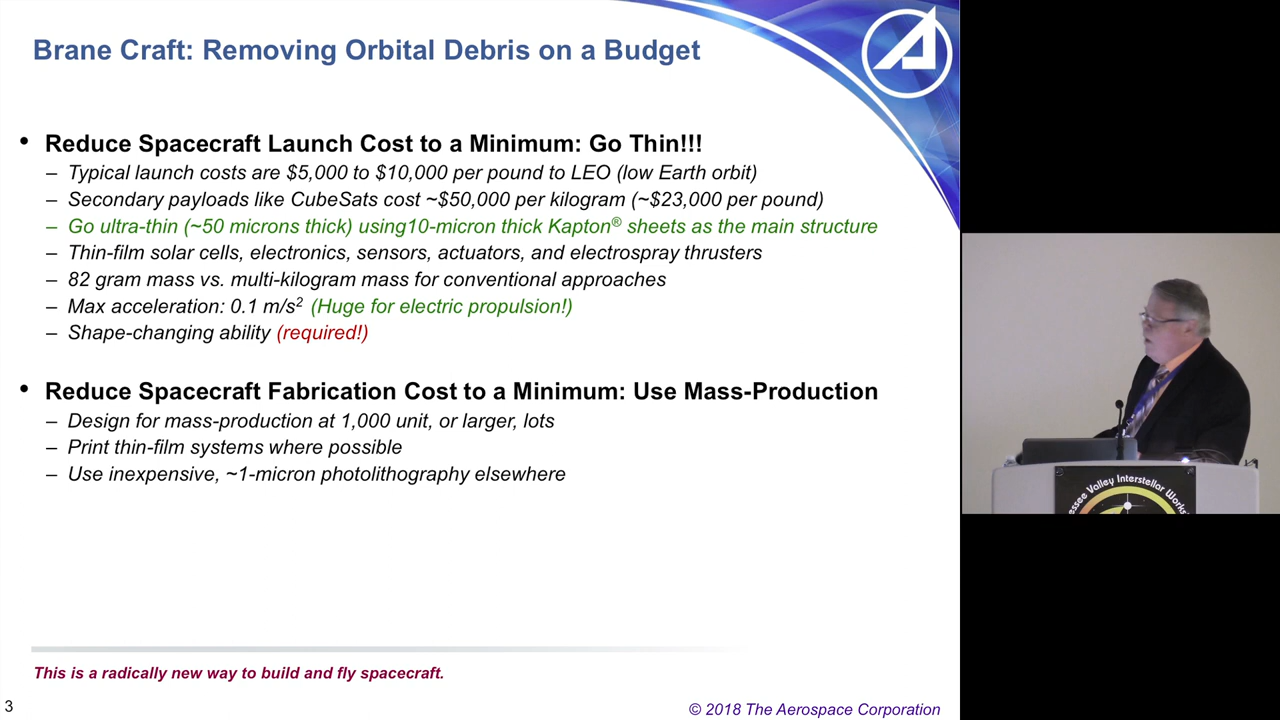 Brane Craft: Removing Orbital Debris on a Budget
• Reduce Spacecraft Launch Cost to a Minimum: Go Thin!!!
– Typical launch costs are $5,000 to $10,000 per pound to LEO (low Earth orbit)
– Secondary payloads like CubeSats cost ~$50,000 per kilogram (~$23,000 per pound)
– Go ultra-thin (~50 microns thick) using10-micron thick Kapton® sheets as the main structure
– Thin-film solar cells, electronics, sensors, actuators, and electrospray thrusters
– 82 gram mass vs. multi-kilogram mass for conventional approaches
– Max acceleration: 0.1 m/s² (Huge for electric propulsion!)
– Shape-changing ability (required!)
• Reduce Spacecraft Fabrication Cost to a Minimum: Use Mass-Production
– Design for mass-production at 1,000 unit, or larger, lots
– Print thin-film systems where possible
– Use inexpensive, ~1-micron photolithography elsewhere
This is a radically new way to build and fly spacecraft.
3
© 2018 The Aerospace Corporation
essee Valley Interstellar Works